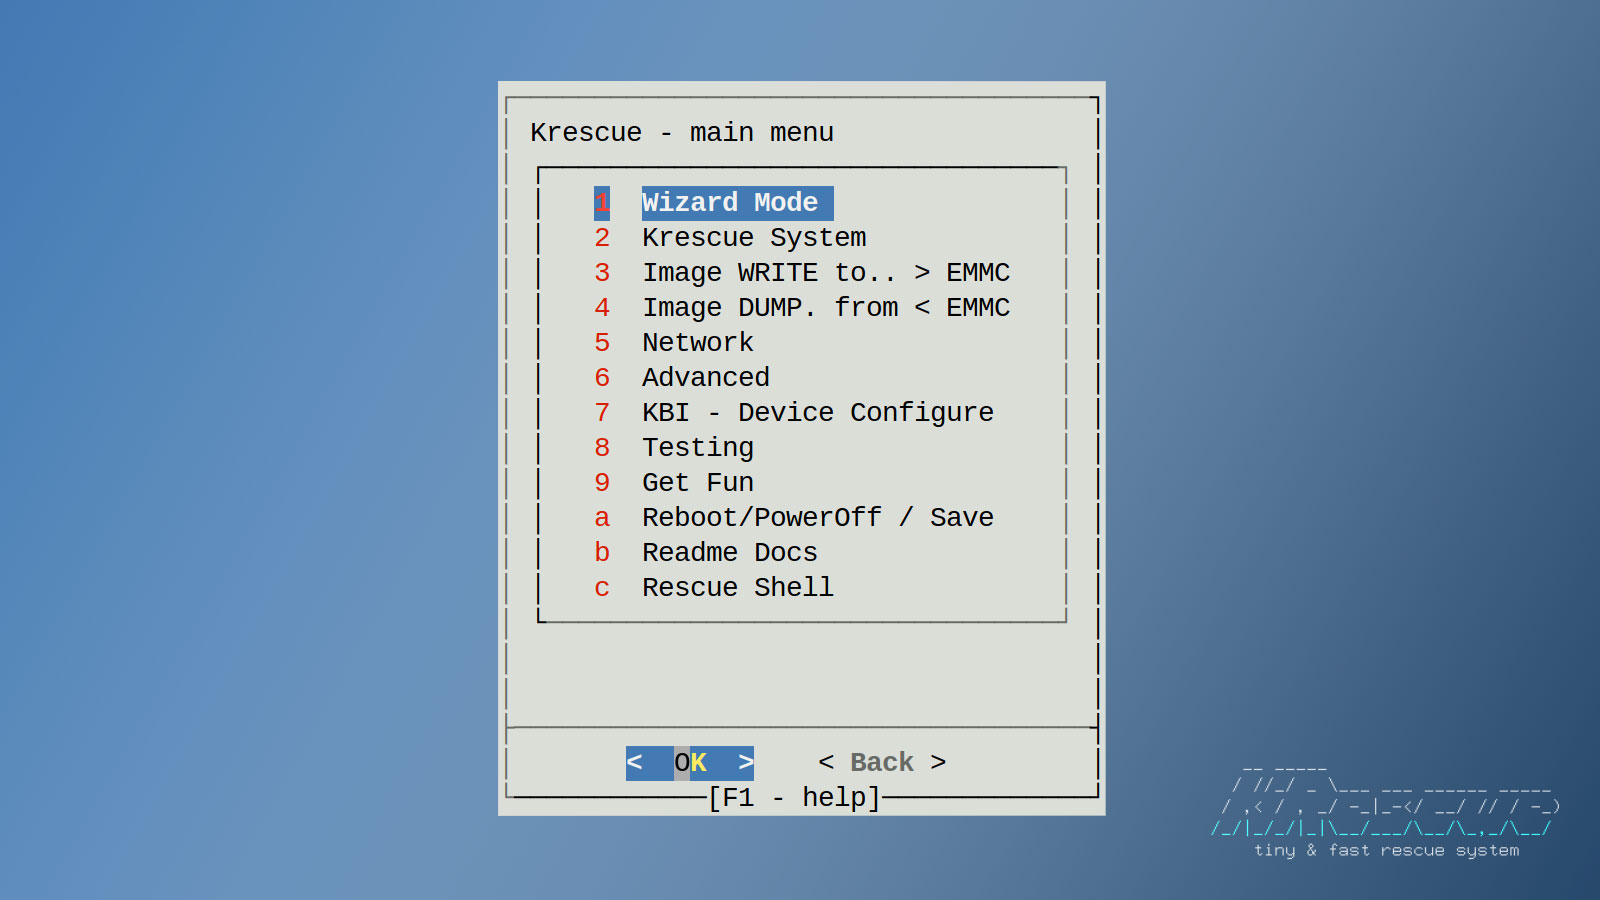 Krescue - main menu
1 Wizard Mode
2 Krescue System
3 Image WRITE to.. > EMMC
4 Image DUMP. from < EMMC
5 Network
6 Advanced
7 KBI - Device Configure
8 Testing
9 Get Fun
a Reboot/PowerOff / Save
b Readme Docs
c Rescue Shell
< OK > < Back >
[F1 - help]
tiny & fast rescue system